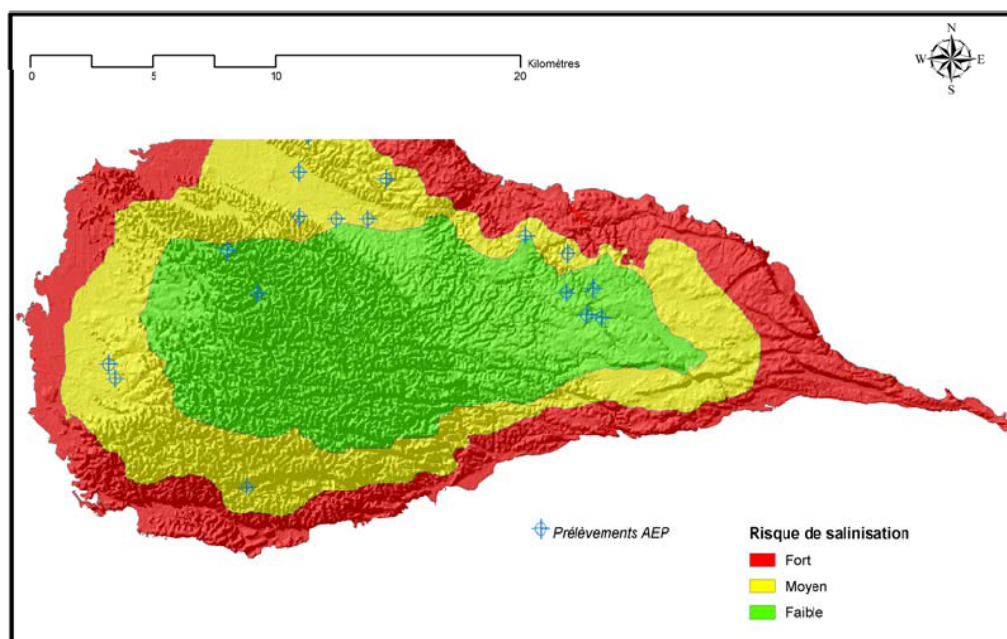 N
W E
S
Kilomètres
0 5 10 20
Prélèvements AEP
Risque de salinisation
Fort
Moyen
Faible